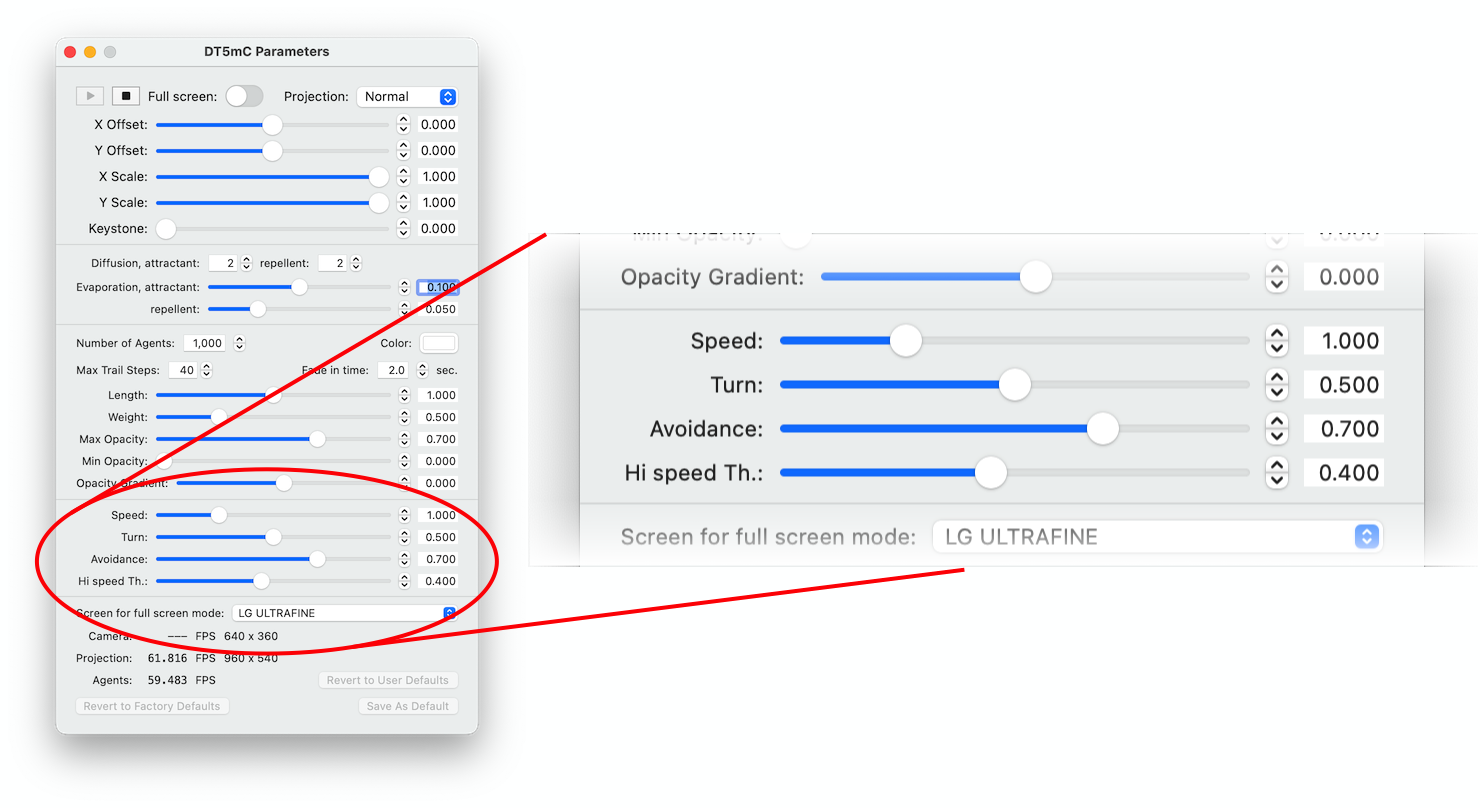 DT5mC Parameters
Full screen: Projection: Normal
X Offset: 0.000
Y Offset: 0.000
X Scale: 1.000
Y Scale: 1.000
Keystone: 0.000
Diffusion, attractant: 2 repellent: 2
Evaporation, attractant: 0.100
repellent: 0.050
Number of Agents: 1,000 Color:
Max Trail Steps: 40 Fade in time: 2.0 sec.
Length: 1.000
Weight: 0.500
Max Opacity: 0.700
Min Opacity: 0.000
Opacity Gradient: 0.000
Speed: 1.000
Turn: 0.500
Avoidance: 0.700
Hi speed Th.: 0.400
Screen for full screen mode: LG ULTRAFINE
Camera: --- FPS 640 x 360
Projection: 61.816 FPS 960 x 540
Agents: 59.483 FPS Revert to User Defaults
Revert to Factory Defaults Save As Default
Min Opacity: 0.000
Opacity Gradient: 0.000
Speed: 1.000
Turn: 0.500
Avoidance: 0.700
Hi speed Th.: 0.400
Screen for full screen mode: LG ULTRAFINE